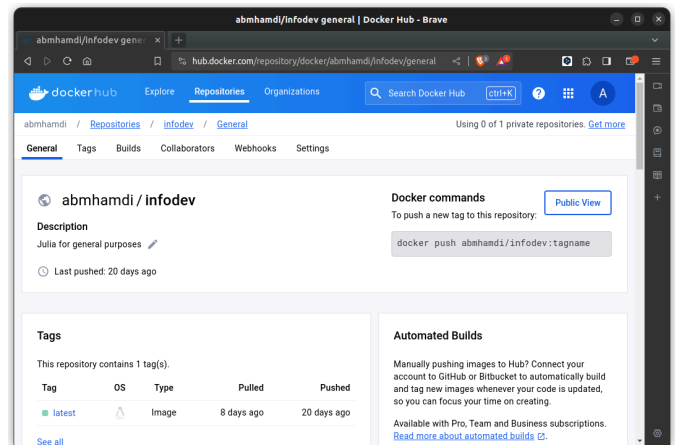 abmhamdi/infodev general | Docker Hub - Brave
abmhamdi/infodev gener
hub.docker.com/repository/docker/abmhamdi/infodev/general
dockerhub Explore Repositories Organizations Search Docker Hub ctrl+K ? A
abmhamdi / Repositories / infodev / General Using 0 of 1 private repositories. Get more
General Tags Builds Collaborators Webhooks Settings
abmhamdi / infodev
Description
Julia for general purposes
Last pushed: 20 days ago
Docker commands
To push a new tag to this repository:
Public View
docker push abmhamdi/infodev:tagname
Tags
This repository contains 1 tag(s).
Tag OS Type Pulled Pushed
latest Image 8 days ago 20 days ago
See all
Automated Builds
Manually pushing images to Hub? Connect your
account to GitHub or Bitbucket to automatically build
and tag new images whenever your code is updated,
so you can focus your time on creating.
Available with Pro, Team and Business subscriptions.
Read more about automated builds